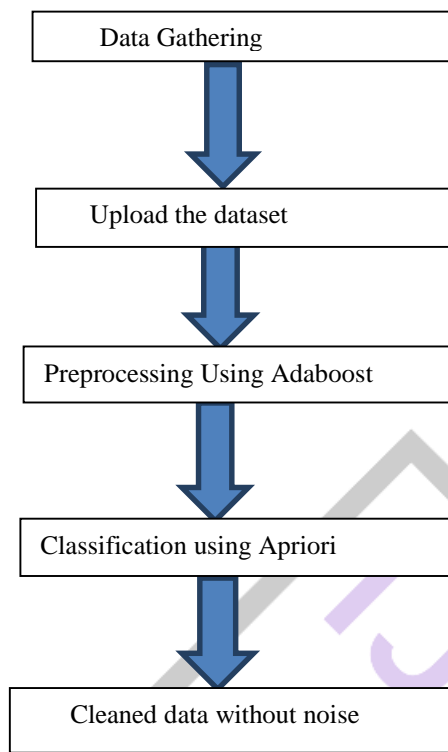 Data Gathering
Upload the dataset
Preprocessing Using Adaboost
Classification using Apriori
Cleaned data without noise